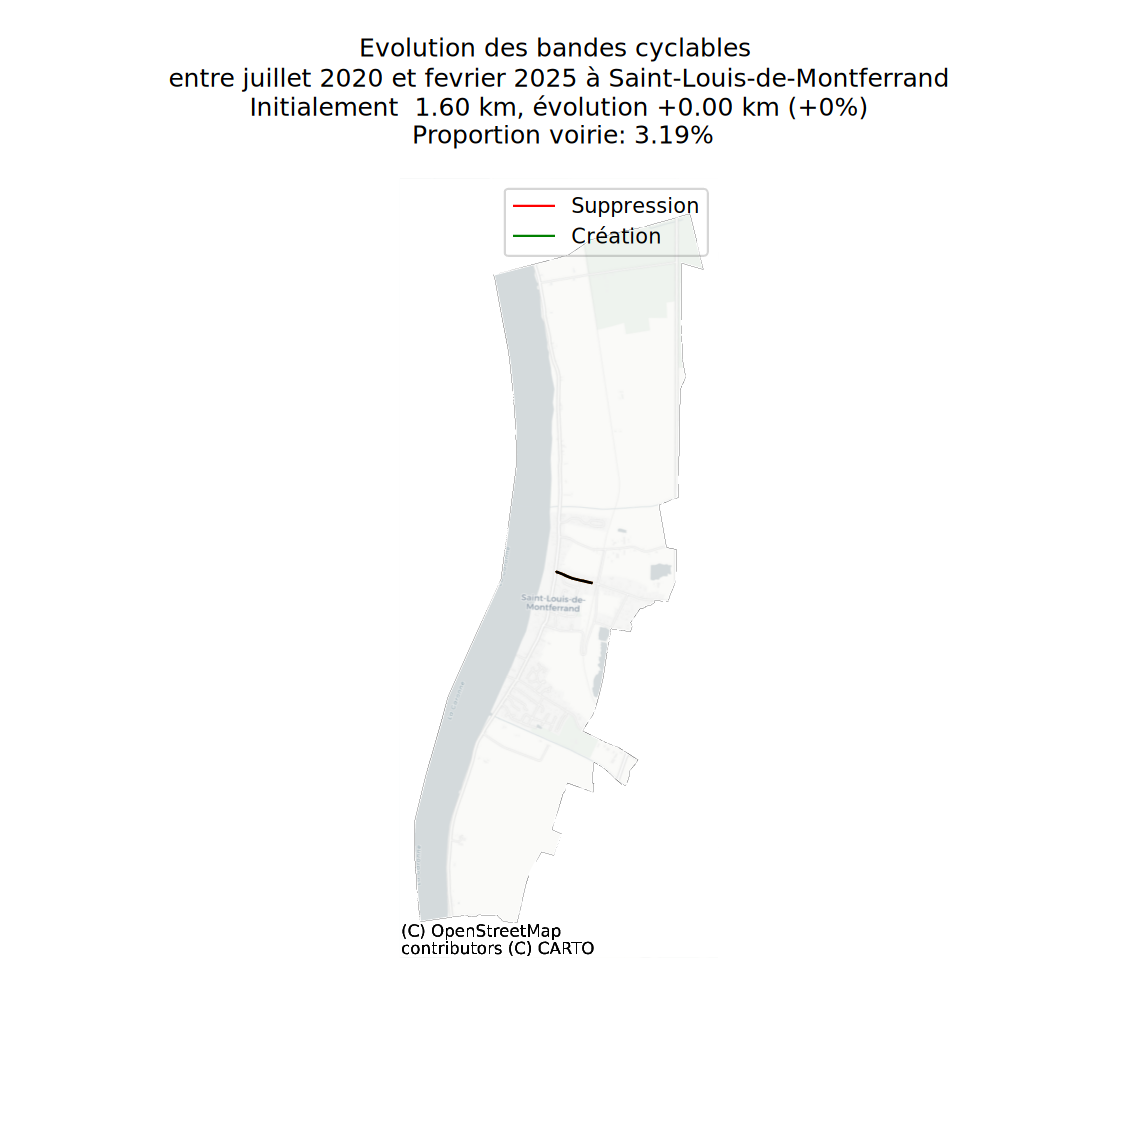 Evolution des bandes cyclables
entre juillet 2020 et fevrier 2025 à Saint-Louis-de-Montferrand
Initialement  1.60 km, évolution +0.00 km (+0%)
Proportion voirie: 3.19%
Suppression
Création
Saint-Louis-de-
Montferrand
(C) OpenStreetMap
contributors (C) CARTO